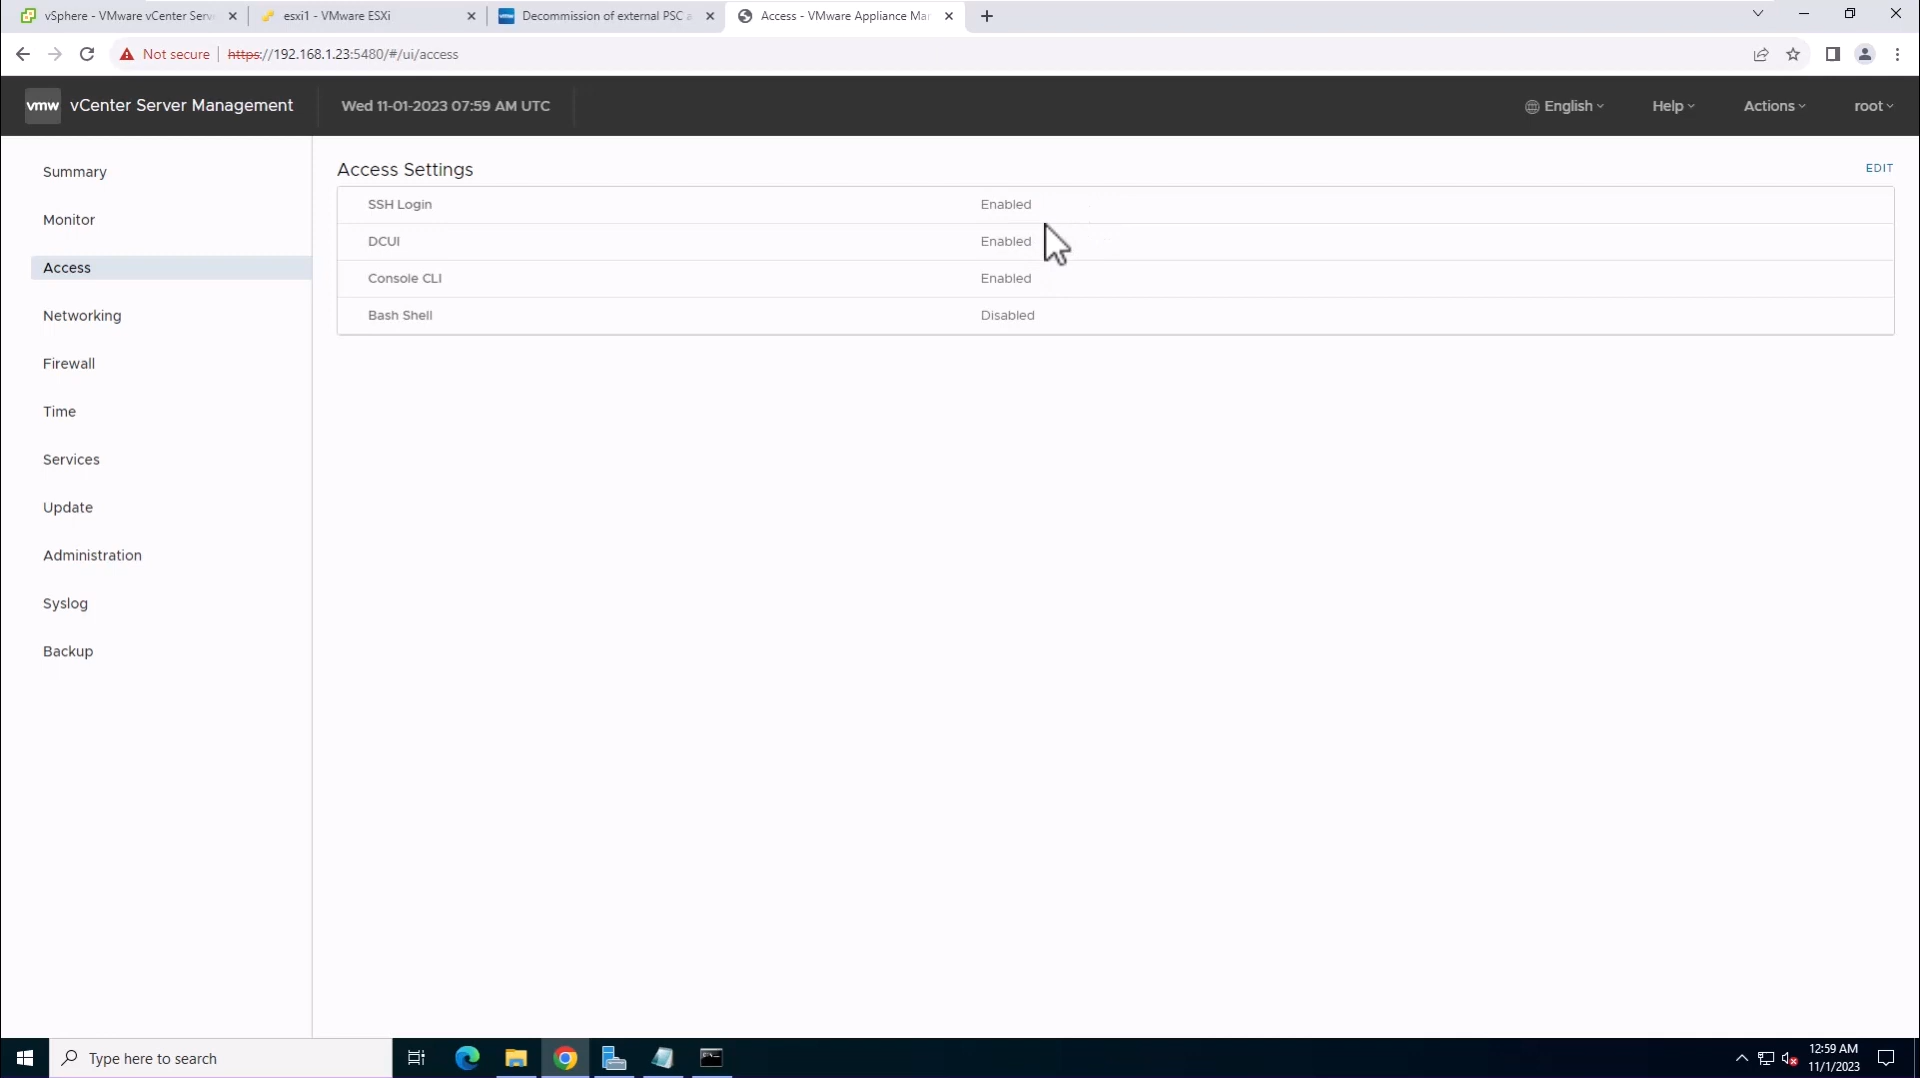 vSphere - VMware vCenter Serv
esxi1 - VMware ESXi
Decommission of external PSC a
Access - VMware Appliance Mar
Not secure
https://192.168.1.23:5480/#/ui/access
vmw
vCenter Server Management
Wed 11-01-2023 07:59 AM UTC
English
Help
Actions
root
Summary
Monitor
Access
Networking
Firewall
Time
Services
Update
Administration
Syslog
Backup
Access Settings
EDIT
SSH Login Enabled
DCUI Enabled
Console CLI Enabled
Bash Shell Disabled
Type here to search
12:59 AM
11/1/2023